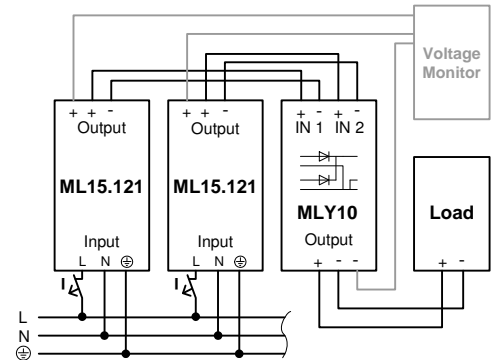 Voltage
Monitor
+ + -
+ + -
+ - + -
Output
Output
IN 1 IN 2
ML15.121
ML15.121
MLY10
Load
Input
Input
Output
L N ⏚
L N ⏚
+ - -
+ -
I
I
L
N
⏚